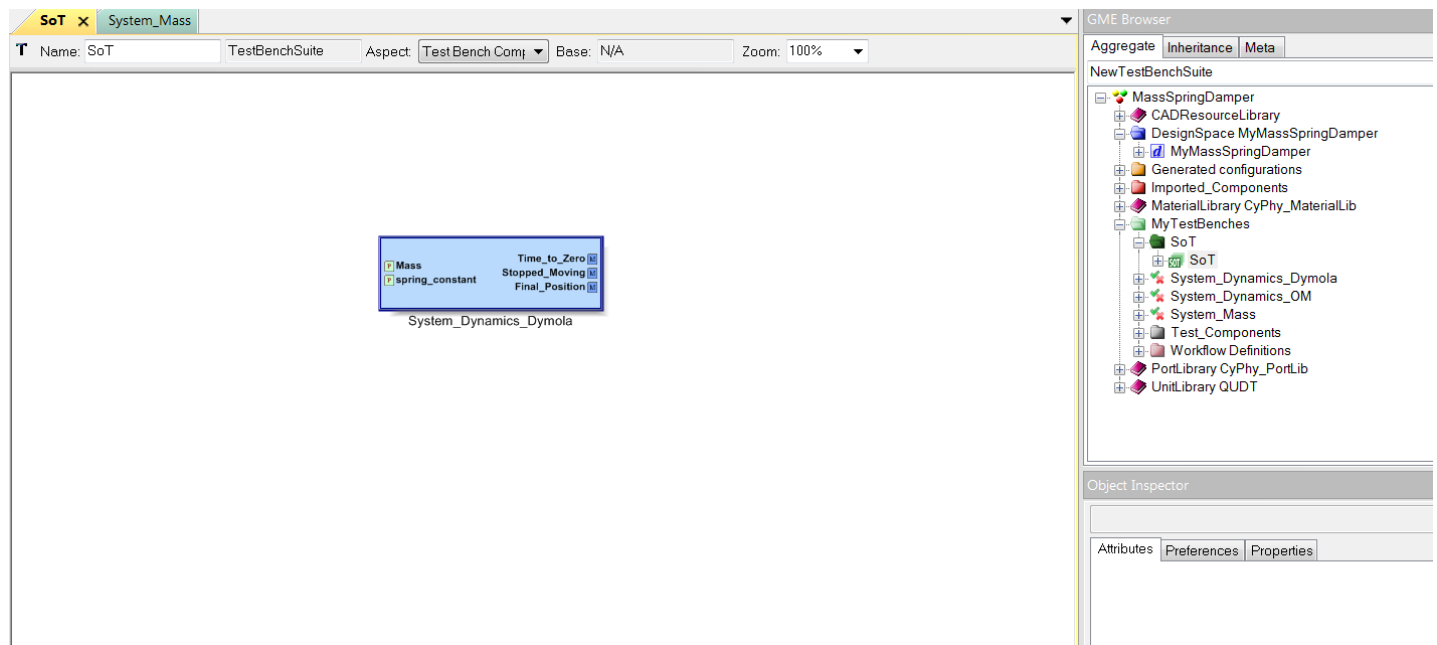 SoT System_Mass
Name: SoT TestBenchSuite Aspect: Test Bench Comp Base: N/A Zoom: 100%
Mass
spring_constant
Time_to_Zero
Stopped_Moving
Final_Position
System_Dynamics_Dymola
GME Browser
Aggregate Inheritance Meta
NewTestBenchSuite
MassSpringDamper
CADResourceLibrary
DesignSpace MyMassSpringDamper
d MyMassSpringDamper
Generated configurations
Imported_Components
MaterialLibrary CyPhy_MaterialLib
MyTestBenches
SoT
SoT
System_Dynamics_Dymola
System_Dynamics_OM
System_Mass
Test_Components
Workflow Definitions
PortLibrary CyPhy_PortLib
UnitLibrary QUDT
Object Inspector
Attributes Preferences Properties